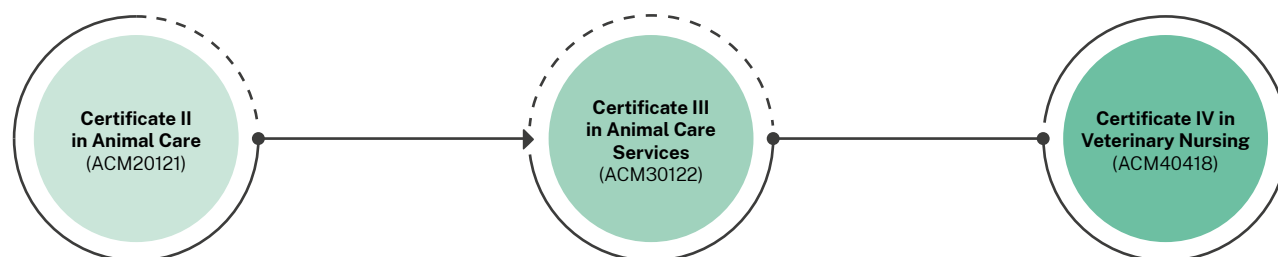 Certificate II
in Animal Care
(ACM20121)
Certificate III
in Animal Care
Services
(ACM30122)
Certificate IV in
Veterinary Nursing
(ACM40418)